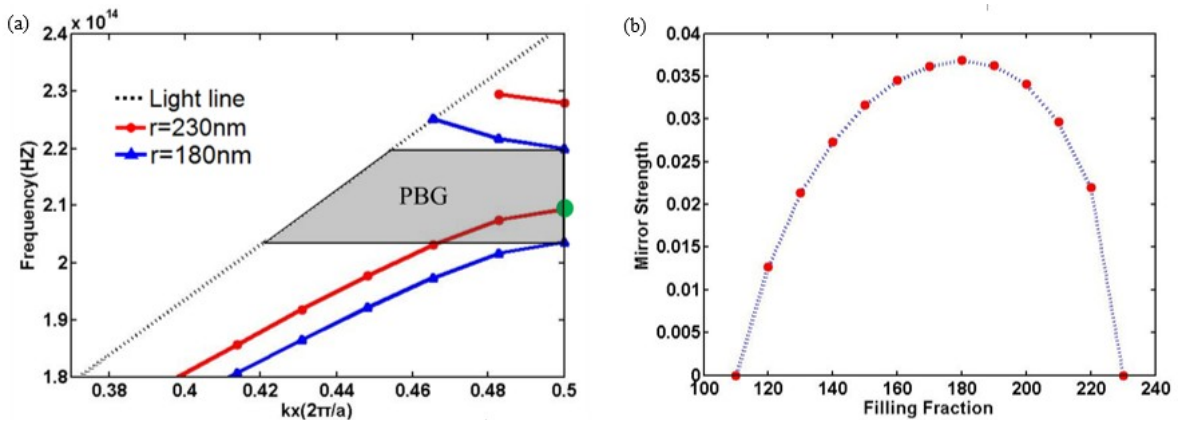 (a)
x 10^14
2.4
2.3
2.2
2.1
2
1.9
1.8
Frequency(HZ)
Light line
r=230nm
r=180nm
PBG
0.38
0.4
0.42
0.44
0.46
0.48
0.5
kx(2π/a)
(b)
0.04
0.035
0.03
0.025
0.02
0.015
0.01
0.005
0
Mirror Strength
100
120
140
160
180
200
220
240
Filling Fraction